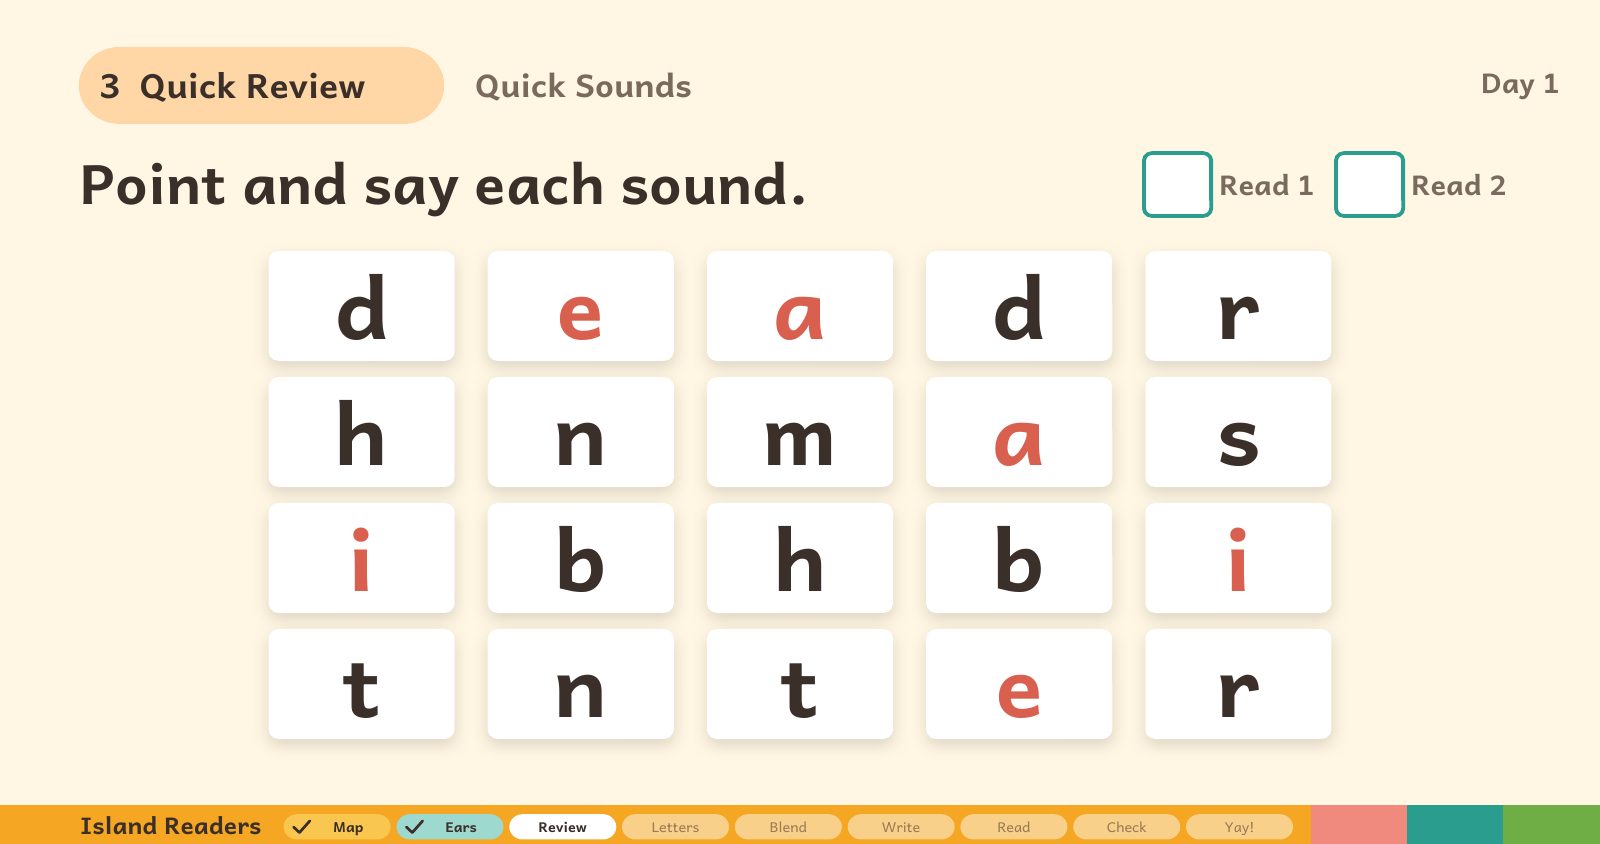 3 Quick Review Quick Sounds Day 1
Point and say each sound. Read 1 Read 2
d e a d r
h n m a s
i b h b i
t n t e r
Island Readers Map Ears Review Letters Blend Write Read Check Yay!